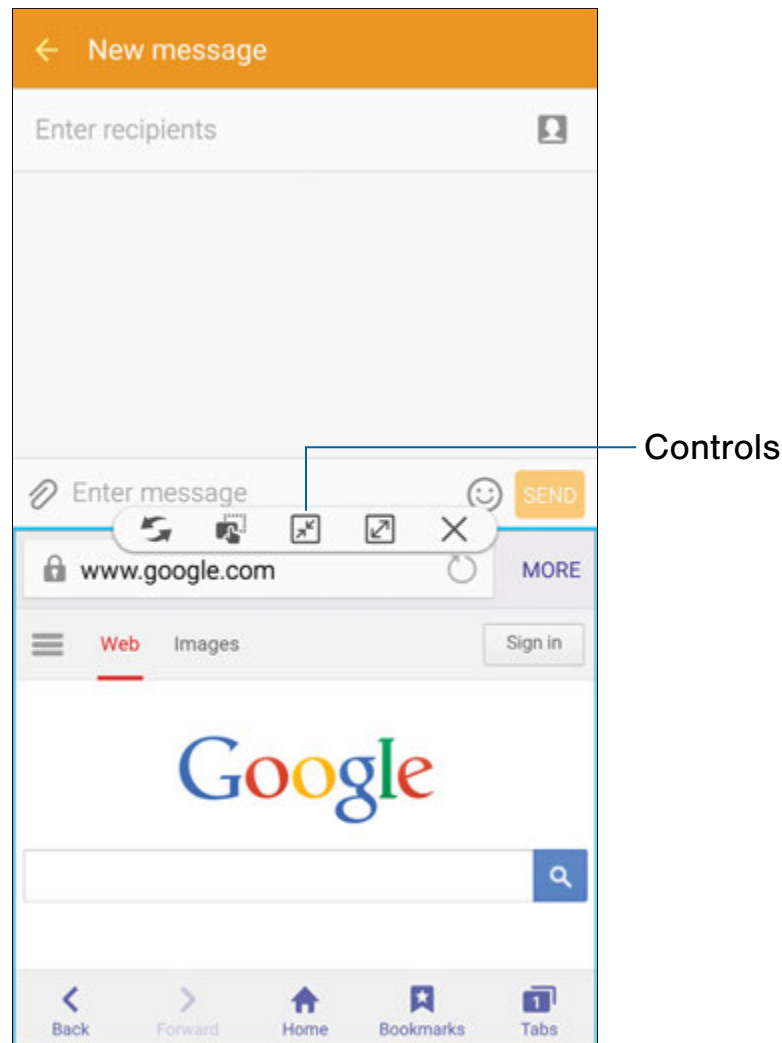 New message
Enter recipients
Controls
Enter message SEND
www.google.com MORE
Web Images Sign in
Google
Back Forward Home Bookmarks 1 Tabs